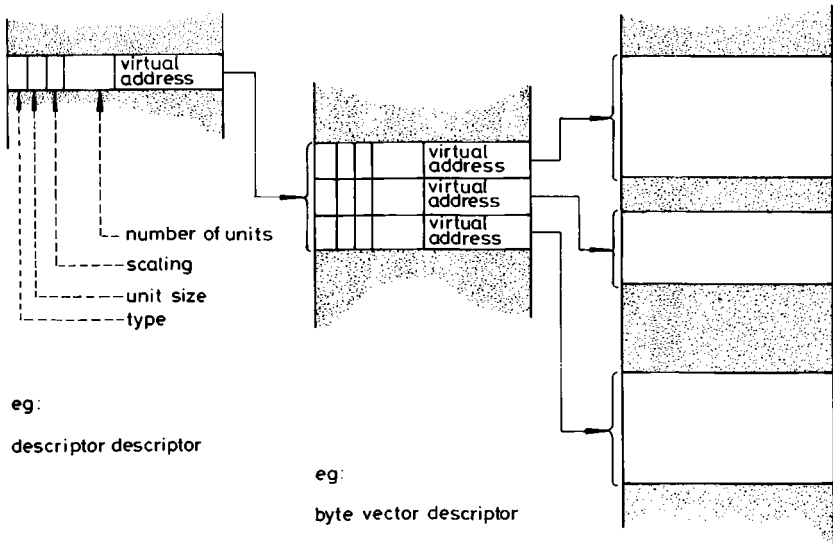 virtual
address
virtual
address
virtual
address
virtual
address
number of units
scaling
unit size
type
eg:
descriptor descriptor
eg:
byte vector descriptor